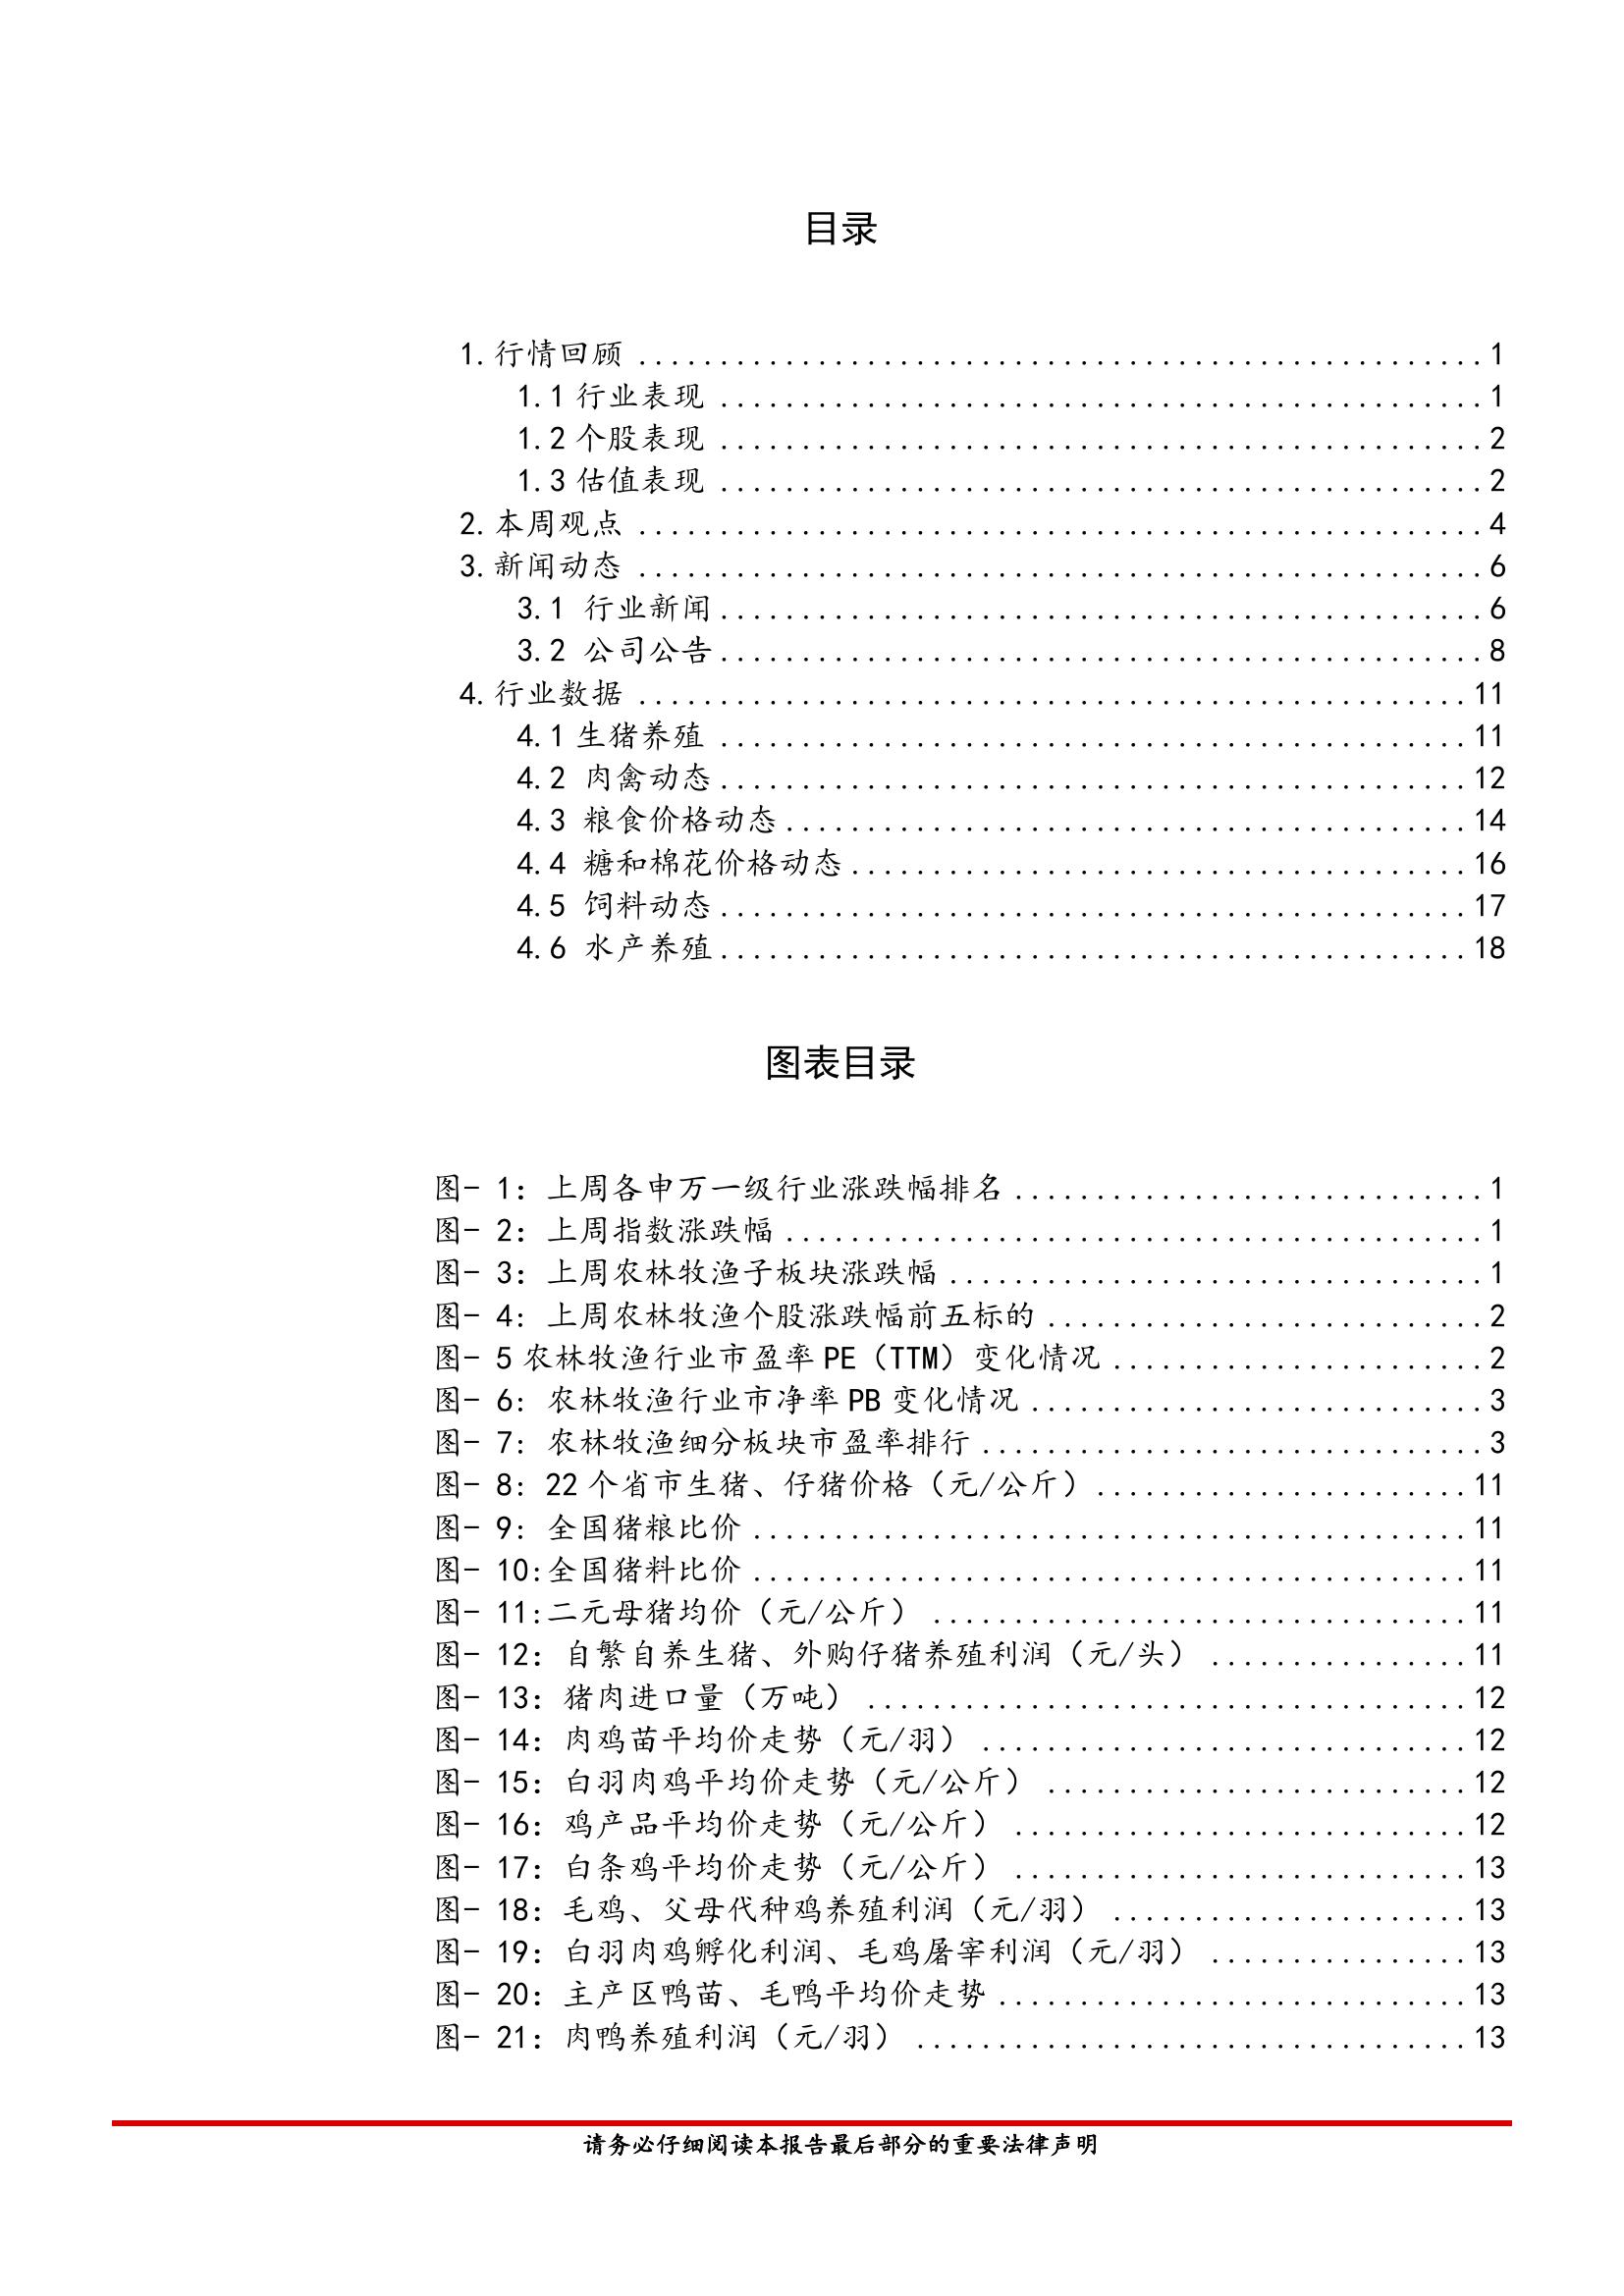 目录
1.行情回顾 ....................................................1
1.1行业表现 ...............................................1
1.2个股表现 ...............................................2
1.3估值表现 ...............................................2
2.本周观点 ....................................................4
3.新闻动态 ....................................................6
3.1 行业新闻...............................................6
3.2 公司公告...............................................8
4.行业数据 ...................................................11
4.1生猪养殖 ..............................................11
4.2 肉禽动态..............................................12
4.3 粮食价格动态..........................................14
4.4 糖和棉花价格动态......................................16
4.5 饲料动态..............................................17
4.6 水产养殖..............................................18
图表目录
图- 1：上周各申万一级行业涨跌幅排名 .............................1
图- 2：上周指数涨跌幅 ...........................................1
图- 3：上周农林牧渔子板块涨跌幅 .................................1
图- 4：上周农林牧渔个股涨跌幅前五标的 ...........................2
图- 5农林牧渔行业市盈率 PE（TTM）变化情况 .......................2
图- 6：农林牧渔行业市净率 PB 变化情况 ............................3
图- 7：农林牧渔细分板块市盈率排行 ...............................3
图- 8：22 个省市生猪、仔猪价格（元/公斤）.......................11
图- 9：全国猪粮比价 ............................................11
图- 10:全国猪料比价 ............................................11
图- 11:二元母猪均价（元/公斤） .................................11
图- 12：自繁自养生猪、外购仔猪养殖利润（元/头） ................11
图- 13：猪肉进口量（万吨） .....................................12
图- 14：肉鸡苗平均价走势（元/羽） ..............................12
图- 15：白羽肉鸡平均价走势（元/公斤） ..........................12
图- 16：鸡产品平均价走势（元/公斤） ............................12
图- 17：白条鸡平均价走势（元/公斤） ............................13
图- 18：毛鸡、父母代种鸡养殖利润（元/羽） ......................13
图- 19：白羽肉鸡孵化利润、毛鸡屠宰利润（元/羽） ................13
图- 20：主产区鸭苗、毛鸭平均价走势 .............................13
图- 21：肉鸭养殖利润（元/羽） ..................................13
请务必仔细阅读本报告最后部分的重要法律声明